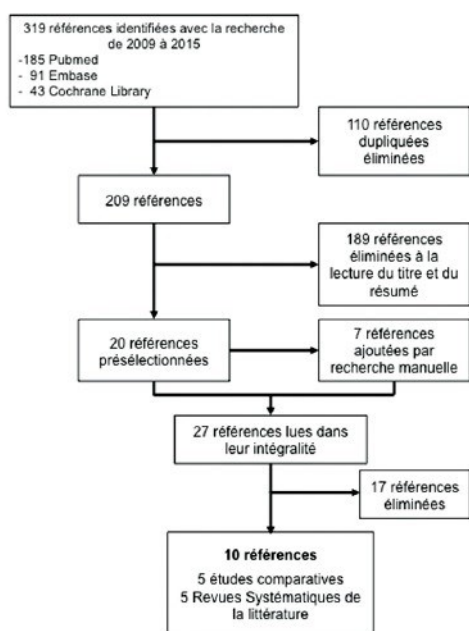 319 références identifiées avec la recherche
de 2009 à 2015
-185 Pubmed
- 91 Embase
- 43 Cochrane Library
110 références
dupliquées
éliminées
209 références
189 références
éliminées à la
lecture du titre et du
résumé
20 références
présélectionnées
7 références
ajoutées par
recherche manuelle
27 références lues dans
leur intégralité
17 références
éliminées
10 références
5 études comparatives
5 Revues Systématiques de
la littérature